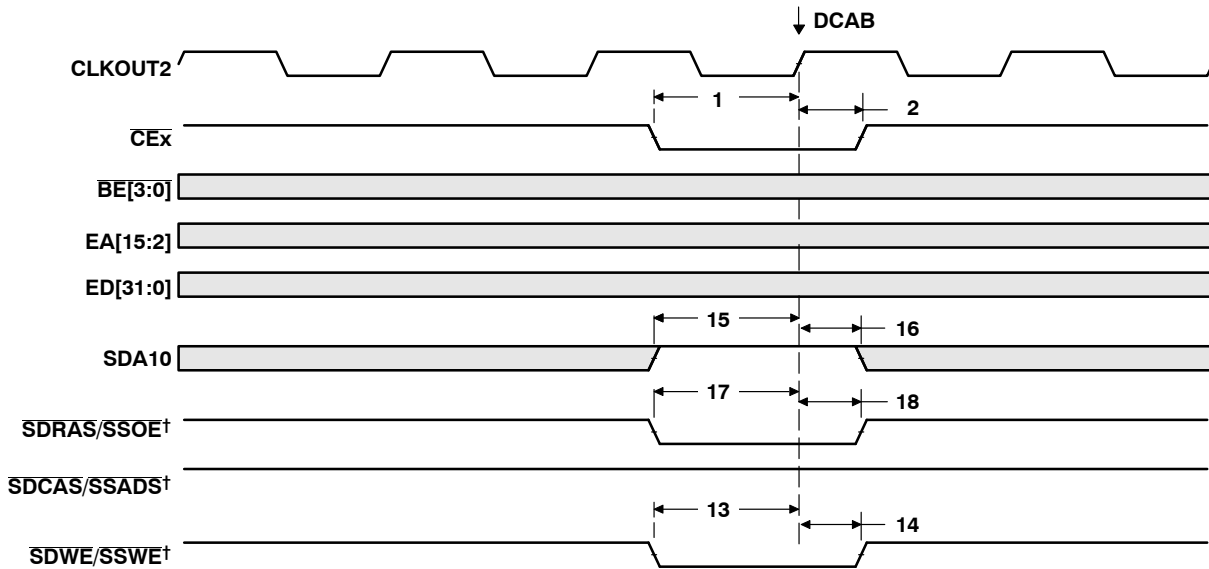 DCAB
CLKOUT2
1
2
CEx
BE[3:0]
EA[15:2]
ED[31:0]
15
16
SDA10
17
18
SDRAS/SSOE†
SDCAS/SSADS†
13
14
SDWE/SSWE†